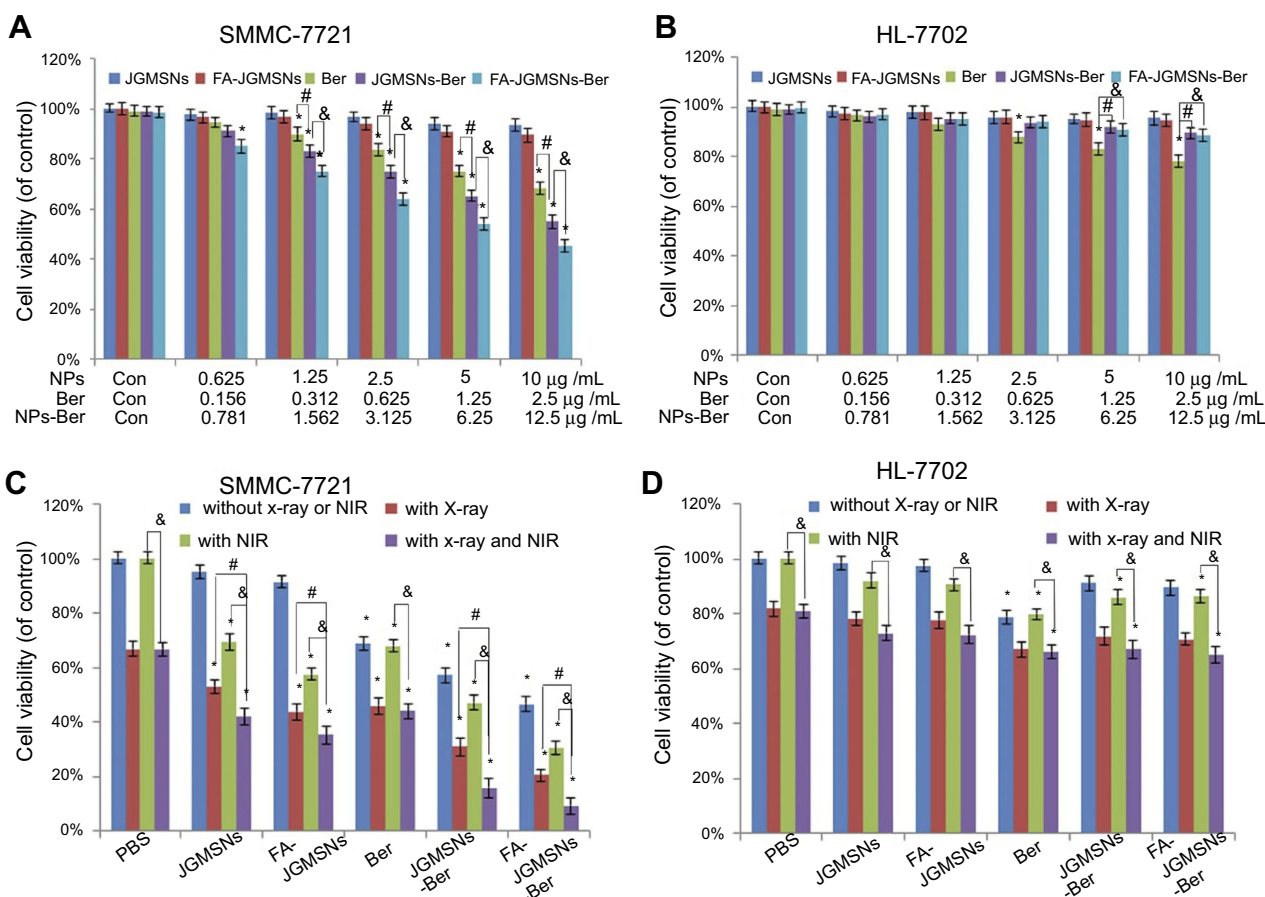 A
SMMC-7721
Cell viability (of control)
120%
100%
80%
60%
40%
20%
0%
JGMSNs FA-JGMSNs Ber JGMSNs-Ber FA-JGMSNs-Ber
*
# & * * *
# & * * *
# & * * *
# & * * *
NPs Con 0.625 1.25 2.5 5 10 μg /mL
Ber Con 0.156 0.312 0.625 1.25 2.5 μg /mL
NPs-Ber Con 0.781 1.562 3.125 6.25 12.5 μg /mL
B
HL-7702
Cell viability (of control)
120%
100%
80%
60%
40%
20%
0%
JGMSNs FA-JGMSNs Ber JGMSNs-Ber FA-JGMSNs-Ber
*
& # *
& # *
NPs Con 0.625 1.25 2.5 5 10 μg /mL
Ber Con 0.156 0.312 0.625 1.25 2.5 μg /mL
NPs-Ber Con 0.781 1.562 3.125 6.25 12.5 μg /mL
C
SMMC-7721
Cell viability (of control)
120%
100%
80%
60%
40%
20%
0%
without x-ray or NIR with X-ray
with NIR with x-ray and NIR
&
# & * * *
# & * * *
& * * * *
# & * * * *
# & * * * *
PBS JGMSNs FA-JGMSNs Ber JGMSNs-Ber FA-JGMSNs-Ber
D
HL-7702
Cell viability (of control)
120%
100%
80%
60%
40%
20%
0%
without X-ray or NIR with X-ray
with NIR with x-ray and NIR
&
&
&
& * * *
& * *
& * *
PBS JGMSNs FA-JGMSNs Ber JGMSNs-Ber FA-JGMSNs-Ber